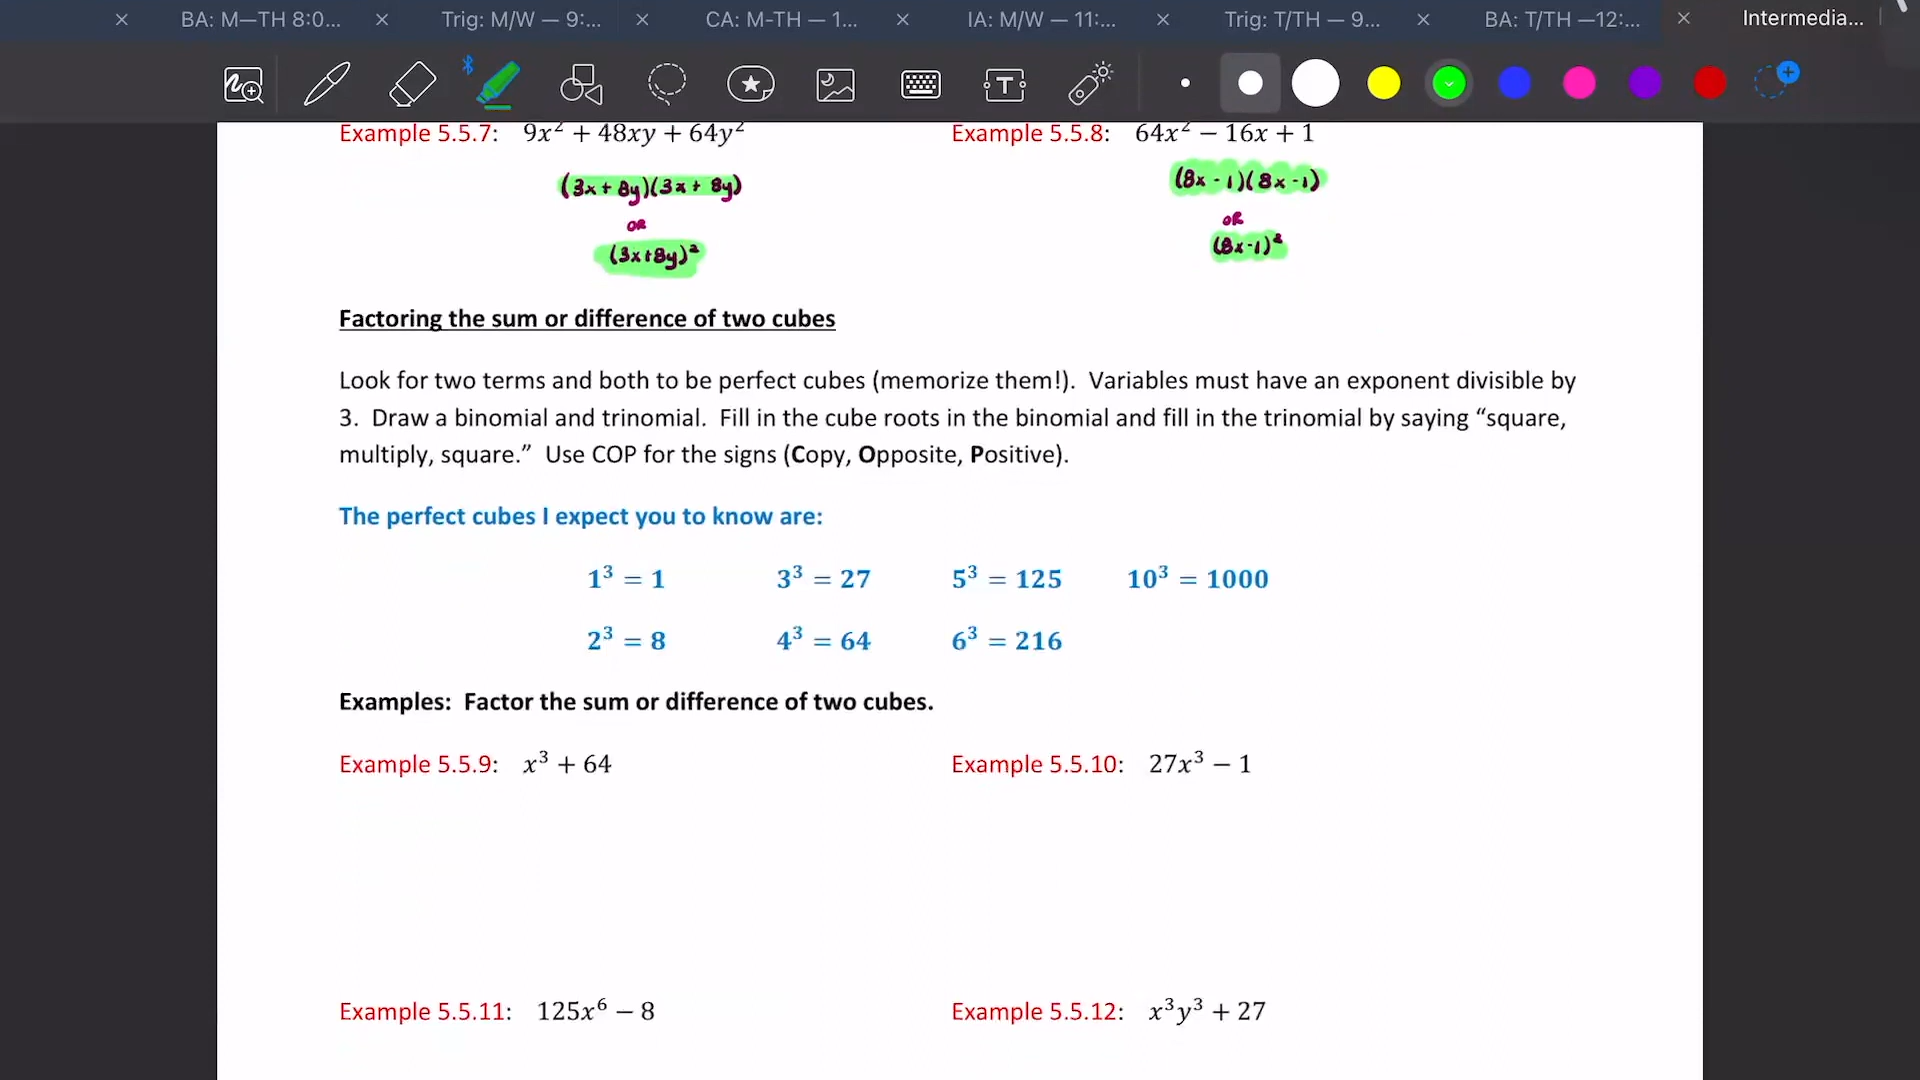 BA: M—TH 8:0... Trig: M/W — 9:... CA: M-TH — 1... IA: M/W — 11:... Trig: T/TH — 9... BA: T/TH —12:... Intermedia...
Example 5.5.7: 9x² + 48xy + 64y² Example 5.5.8: 64x² − 16x + 1
(3x + 8y)(3x + 8y) (8x - 1)(8x - 1)
OR OR
(3x+8y)² (8x-1)²
Factoring the sum or difference of two cubes
Look for two terms and both to be perfect cubes (memorize them!). Variables must have an exponent divisible by
3. Draw a binomial and trinomial. Fill in the cube roots in the binomial and fill in the trinomial by saying “square,
multiply, square.” Use COP for the signs (Copy, Opposite, Positive).
The perfect cubes I expect you to know are:
1³ = 1 3³ = 27 5³ = 125 10³ = 1000
2³ = 8 4³ = 64 6³ = 216
Examples: Factor the sum or difference of two cubes.
Example 5.5.9: x³ + 64 Example 5.5.10: 27x³ − 1
Example 5.5.11: 125x⁶ − 8 Example 5.5.12: x³y³ + 27